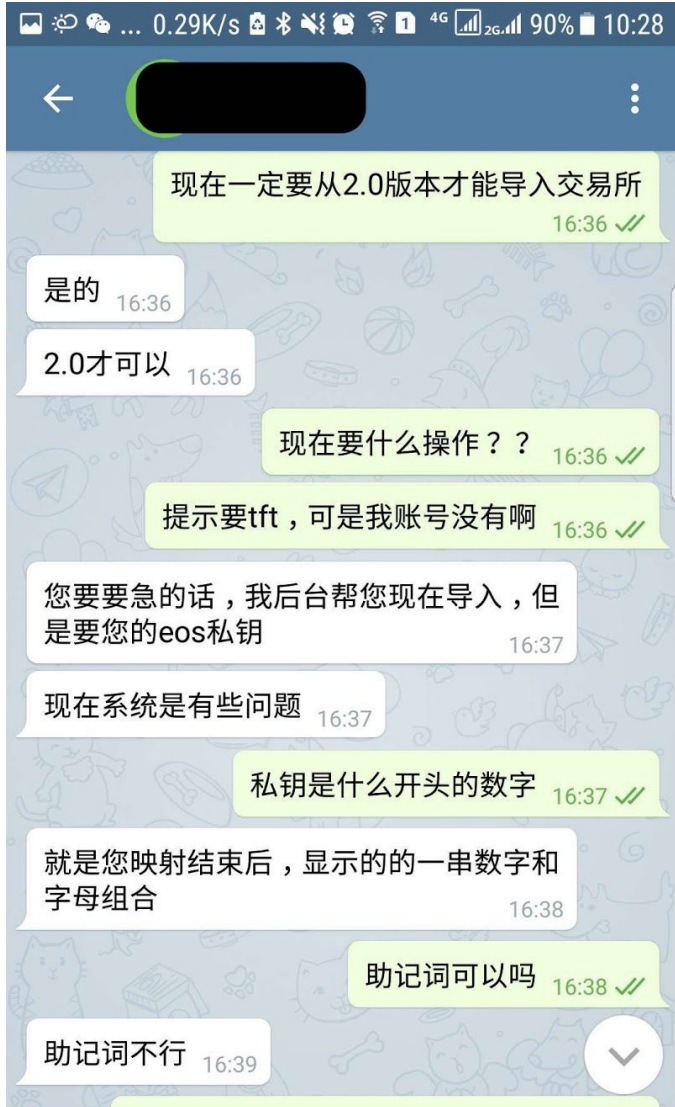 ... 0.29K/s 1 4G 2G 90% 10:28
现在一定要从2.0版本才能导入交易所
16:36
是的 16:36
2.0才可以 16:36
现在要什么操作？？ 16:36
提示要tft，可是我账号没有啊 16:36
您要要急的话，我后台帮您现在导入，但
是要您的eos私钥
16:37
现在系统是有些问题 16:37
私钥是什么开头的数字 16:37
就是您映射结束后，显示的的一串数字和
字母组合
16:38
助记词可以吗 16:38
助记词不行 16:39